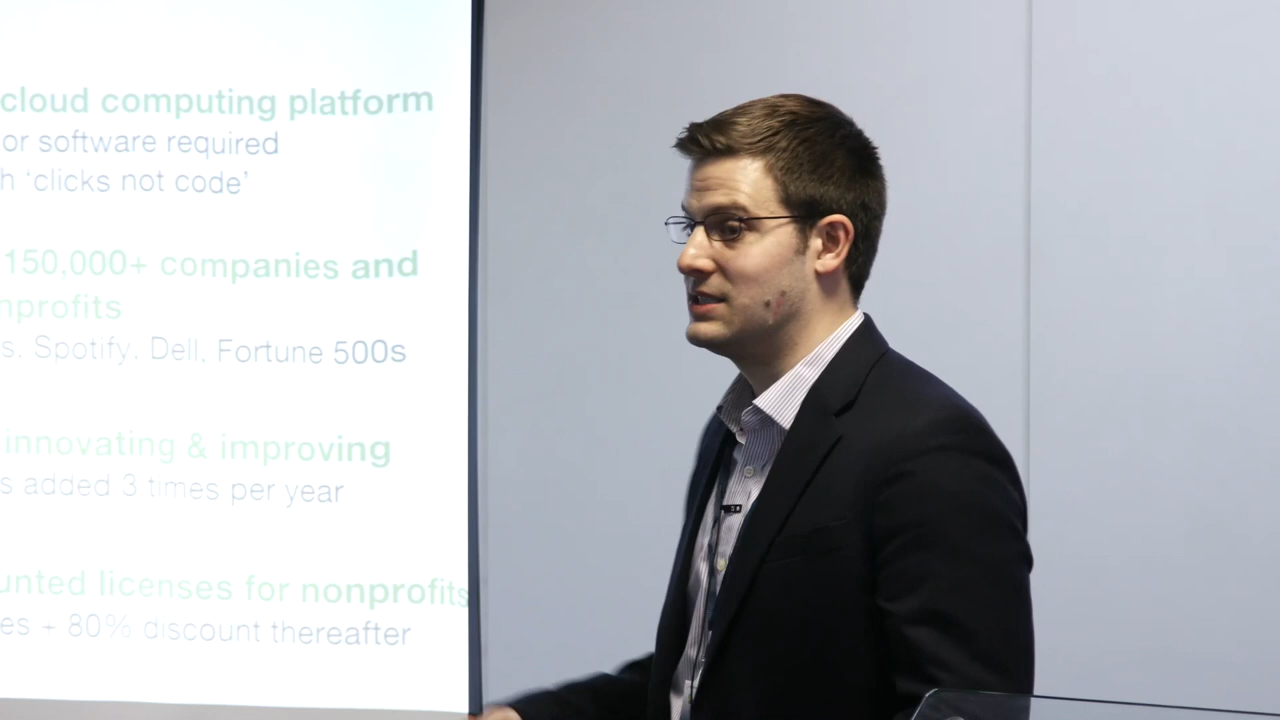 cloud computing platform
or software required
h ‘clicks not code’
150,000+ companies and
nprofits
s. Spotify. Dell, Fortune 500s
innovating & improving
s added 3 times per year
unted licenses for nonprofits
es + 80% discount thereafter